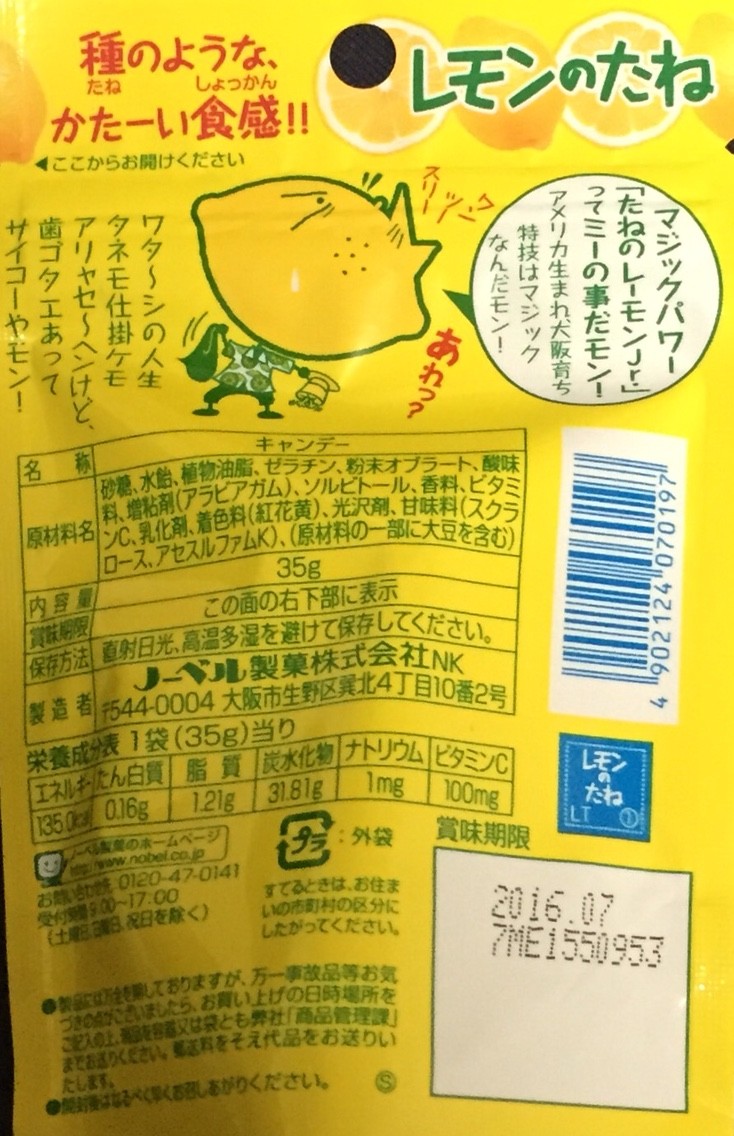 種のような、
たね
しょっかん
かたーい食感!!
レモンのたね
◀ここからお開けください
スリー
ツー
ワン
マジックパワー
「たねのレーモンJr.」
ってミーの事だモン!
アメリカ生まれ大阪育ち
特技はマジック
なんだモン!
あれっ?
ワタ〜シの人生
タネモ仕掛ケモ
アリャセ〜ヘンけど、
歯ゴタエあって
サイコーやモン!
名称 キャンデー
原材料名 砂糖、水飴、植物油脂、ゼラチン、粉末オブラート、酸味
料、増粘剤(アラビアガム)、ソルビトール、香料、ビタミ
ンC、乳化剤、着色料(紅花黄)、光沢剤、甘味料(スクラ
ロース、アセスルファムK)、(原材料の一部に大豆を含む)
内容量 35g
賞味期限 この面の右下部に表示
保存方法 直射日光、高温多湿を避けて保存してください。
製造者 ノーベル製菓株式会社NK
〒544-0004 大阪市生野区巽北4丁目10番2号
栄養成分表 1袋(35g)当り
エネルギー たん白質 脂質 炭水化物 ナトリウム ビタミンC
135.0kcal 0.16g 1.21g 31.81g 1mg 100mg
4 902124 070197
レモン
の
たね
LT ①
ノーベル製菓のホームページ
http://www.nobel.co.jp
お問い合わせ先 0120-47-0141
受付時間9:00~17:00
(土曜日、日曜日、祝日を除く)
プラ :外袋
すてるときは、お住ま
いの市町村の区分に
したがってください。
賞味期限
2016.07
7ME1550953
●製品には万全を期しておりますが、万一事故品等お気
づきの点がございましたら、お買い上げの日時場所を
ご記入の上、現品を容器又は袋とも弊社「商品管理課」
までお送りください。郵送料をそえ代品をお送りい
たします。
●開封後はなるべく早くお召しあがりください。
Ⓢ